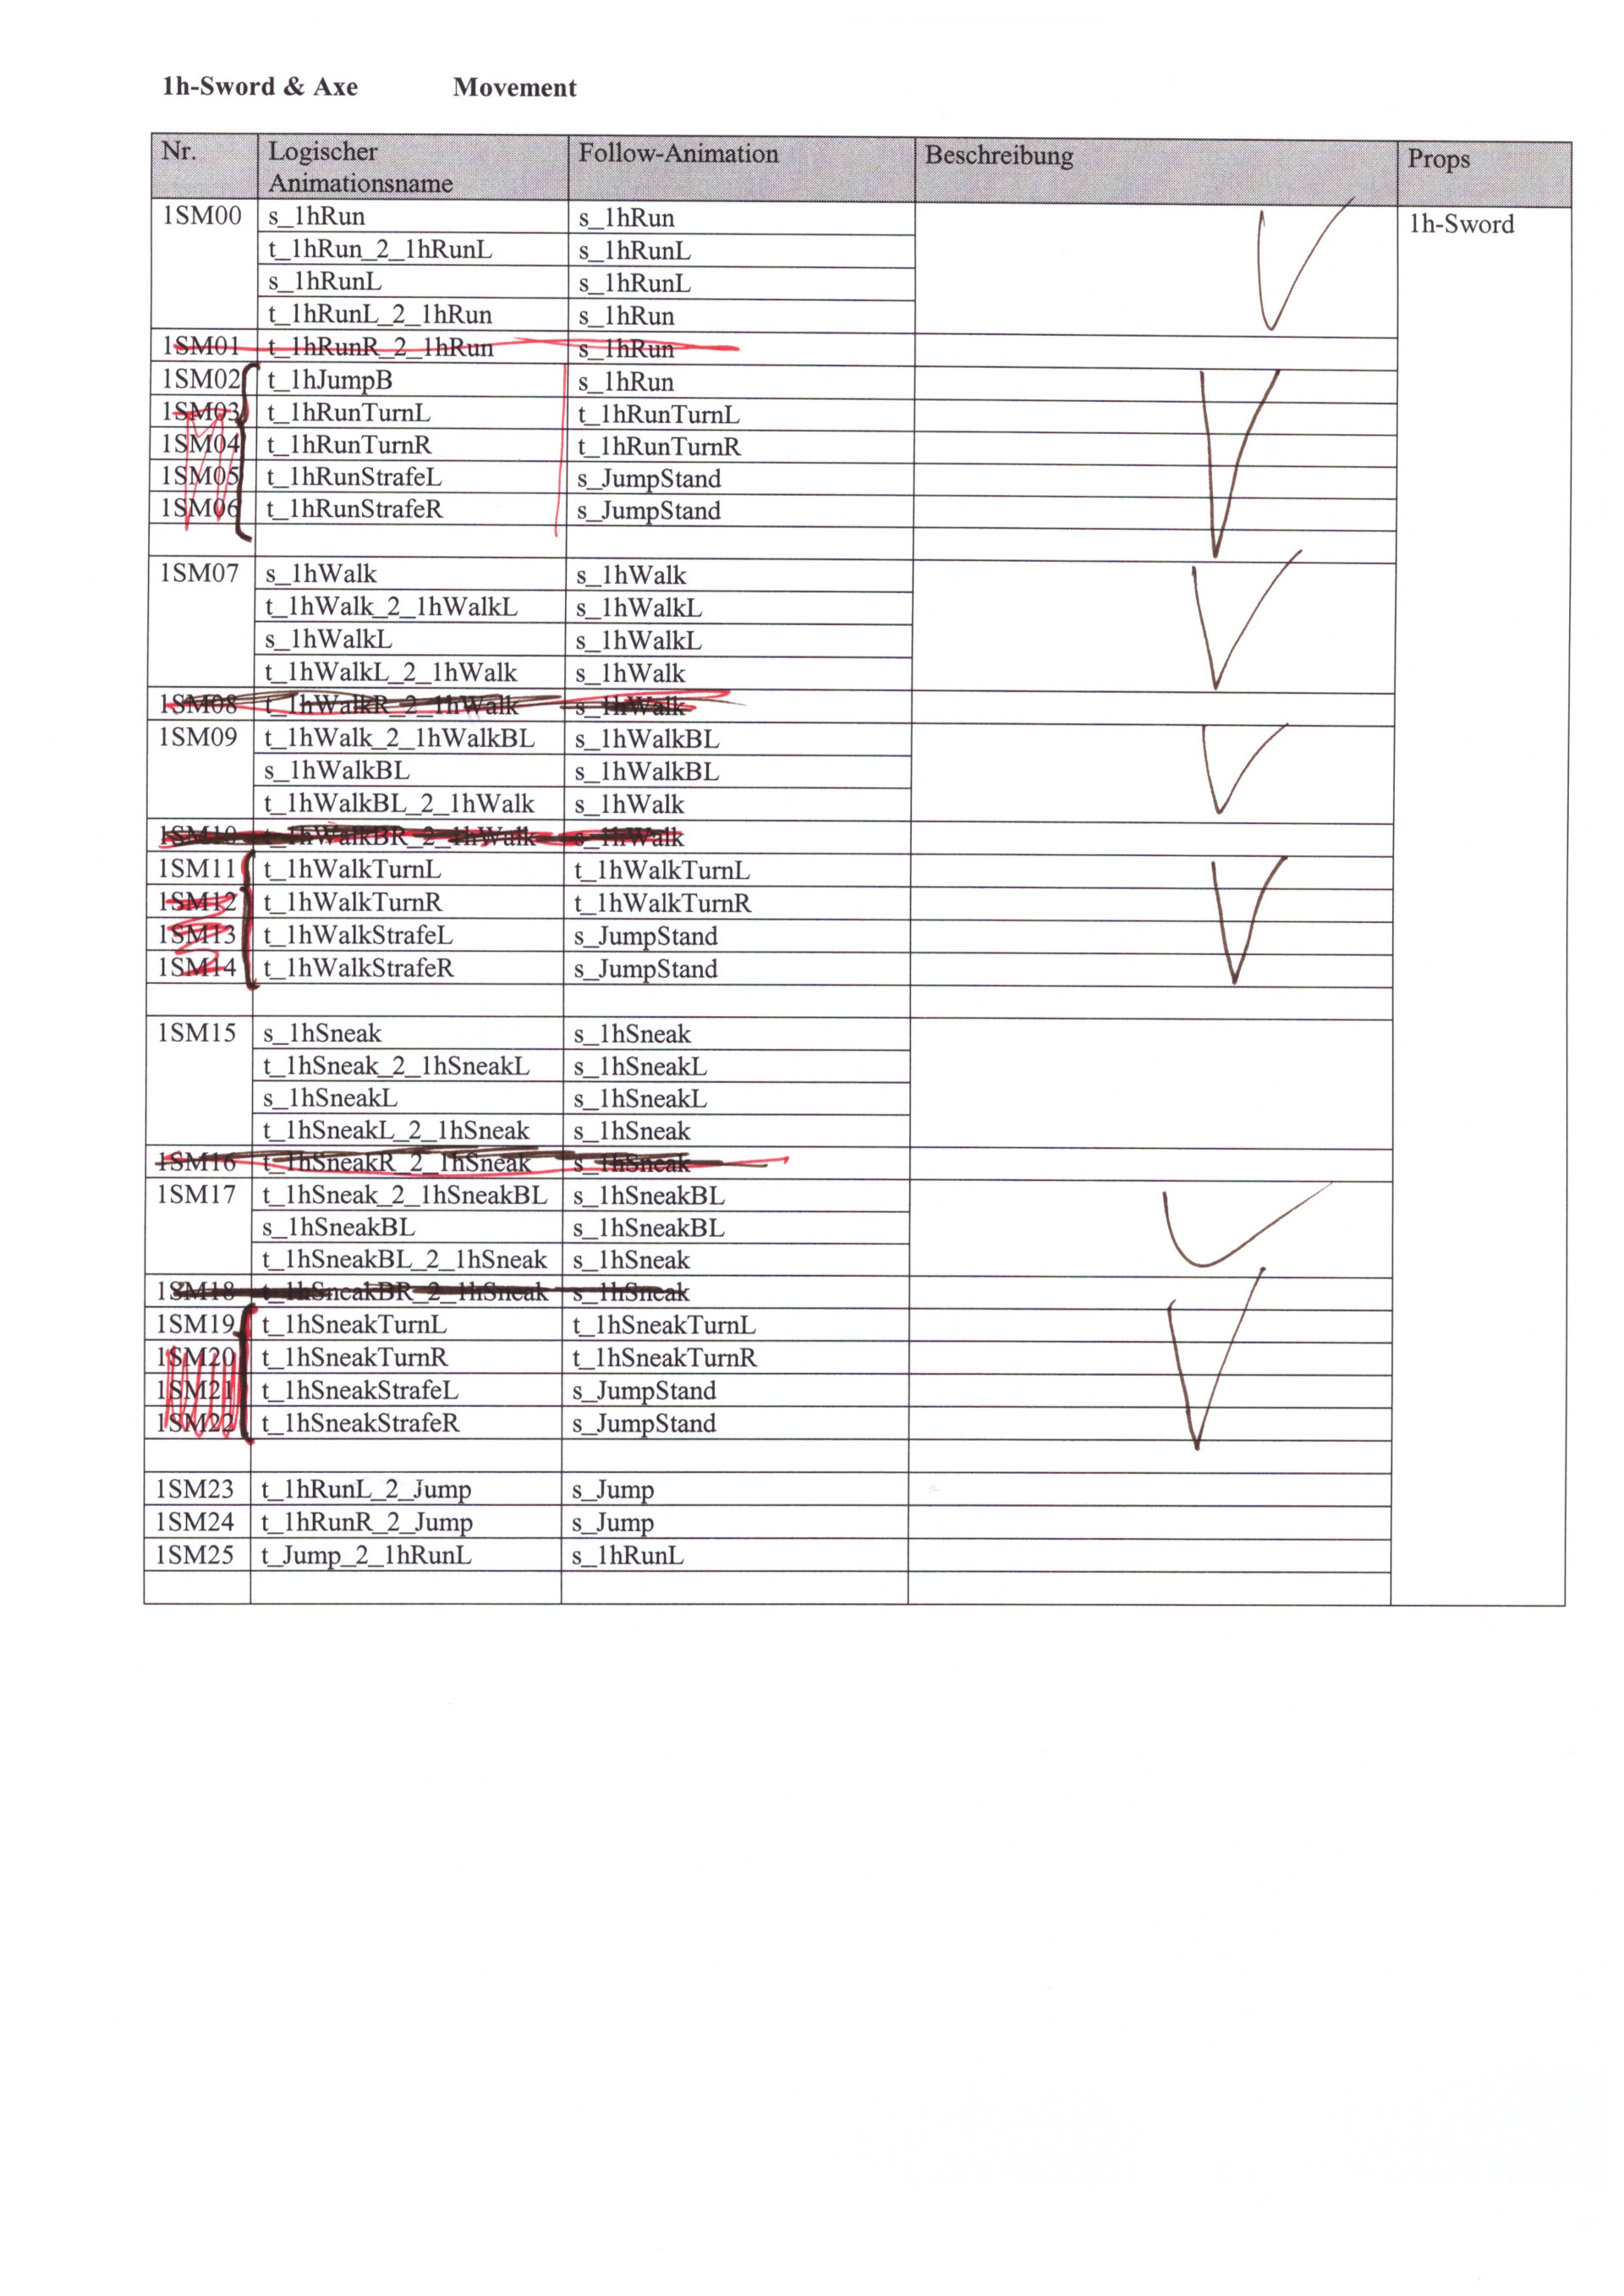 1h-Sword & Axe Movement
Nr. Logischer Animationsname Follow-Animation Beschreibung Props
1SM00 s_1hRun s_1hRun 1h-Sword
t_1hRun_2_1hRunL s_1hRunL
s_1hRunL s_1hRunL
t_1hRunL_2_1hRun s_1hRun
1SM01 t_1hRunR_2_1hRun s_1hRun
1SM02 t_1hJumpB s_1hRun
1SM03 t_1hRunTurnL t_1hRunTurnL
1SM04 t_1hRunTurnR t_1hRunTurnR
1SM05 t_1hRunStrafeL s_JumpStand
1SM06 t_1hRunStrafeR s_JumpStand
1SM07 s_1hWalk s_1hWalk
t_1hWalk_2_1hWalkL s_1hWalkL
s_1hWalkL s_1hWalkL
t_1hWalkL_2_1hWalk s_1hWalk
1SM08 t_1hWalkR_2_1hWalk s_1hWalk
1SM09 t_1hWalk_2_1hWalkBL s_1hWalkBL
s_1hWalkBL s_1hWalkBL
t_1hWalkBL_2_1hWalk s_1hWalk
1SM10 t_1hWalkBR_2_1hWalk s_1hWalk
1SM11 t_1hWalkTurnL t_1hWalkTurnL
1SM12 t_1hWalkTurnR t_1hWalkTurnR
1SM13 t_1hWalkStrafeL s_JumpStand
1SM14 t_1hWalkStrafeR s_JumpStand
1SM15 s_1hSneak s_1hSneak
t_1hSneak_2_1hSneakL s_1hSneakL
s_1hSneakL s_1hSneakL
t_1hSneakL_2_1hSneak s_1hSneak
1SM16 t_1hSneakR_2_1hSneak s_1hSneak
1SM17 t_1hSneak_2_1hSneakBL s_1hSneakBL
s_1hSneakBL s_1hSneakBL
t_1hSneakBL_2_1hSneak s_1hSneak
1SM18 t_1hSneakBR_2_1hSneak s_1hSneak
1SM19 t_1hSneakTurnL t_1hSneakTurnL
1SM20 t_1hSneakTurnR t_1hSneakTurnR
1SM21 t_1hSneakStrafeL s_JumpStand
1SM22 t_1hSneakStrafeR s_JumpStand
1SM23 t_1hRunL_2_Jump s_Jump
1SM24 t_1hRunR_2_Jump s_Jump
1SM25 t_Jump_2_1hRunL s_1hRunL